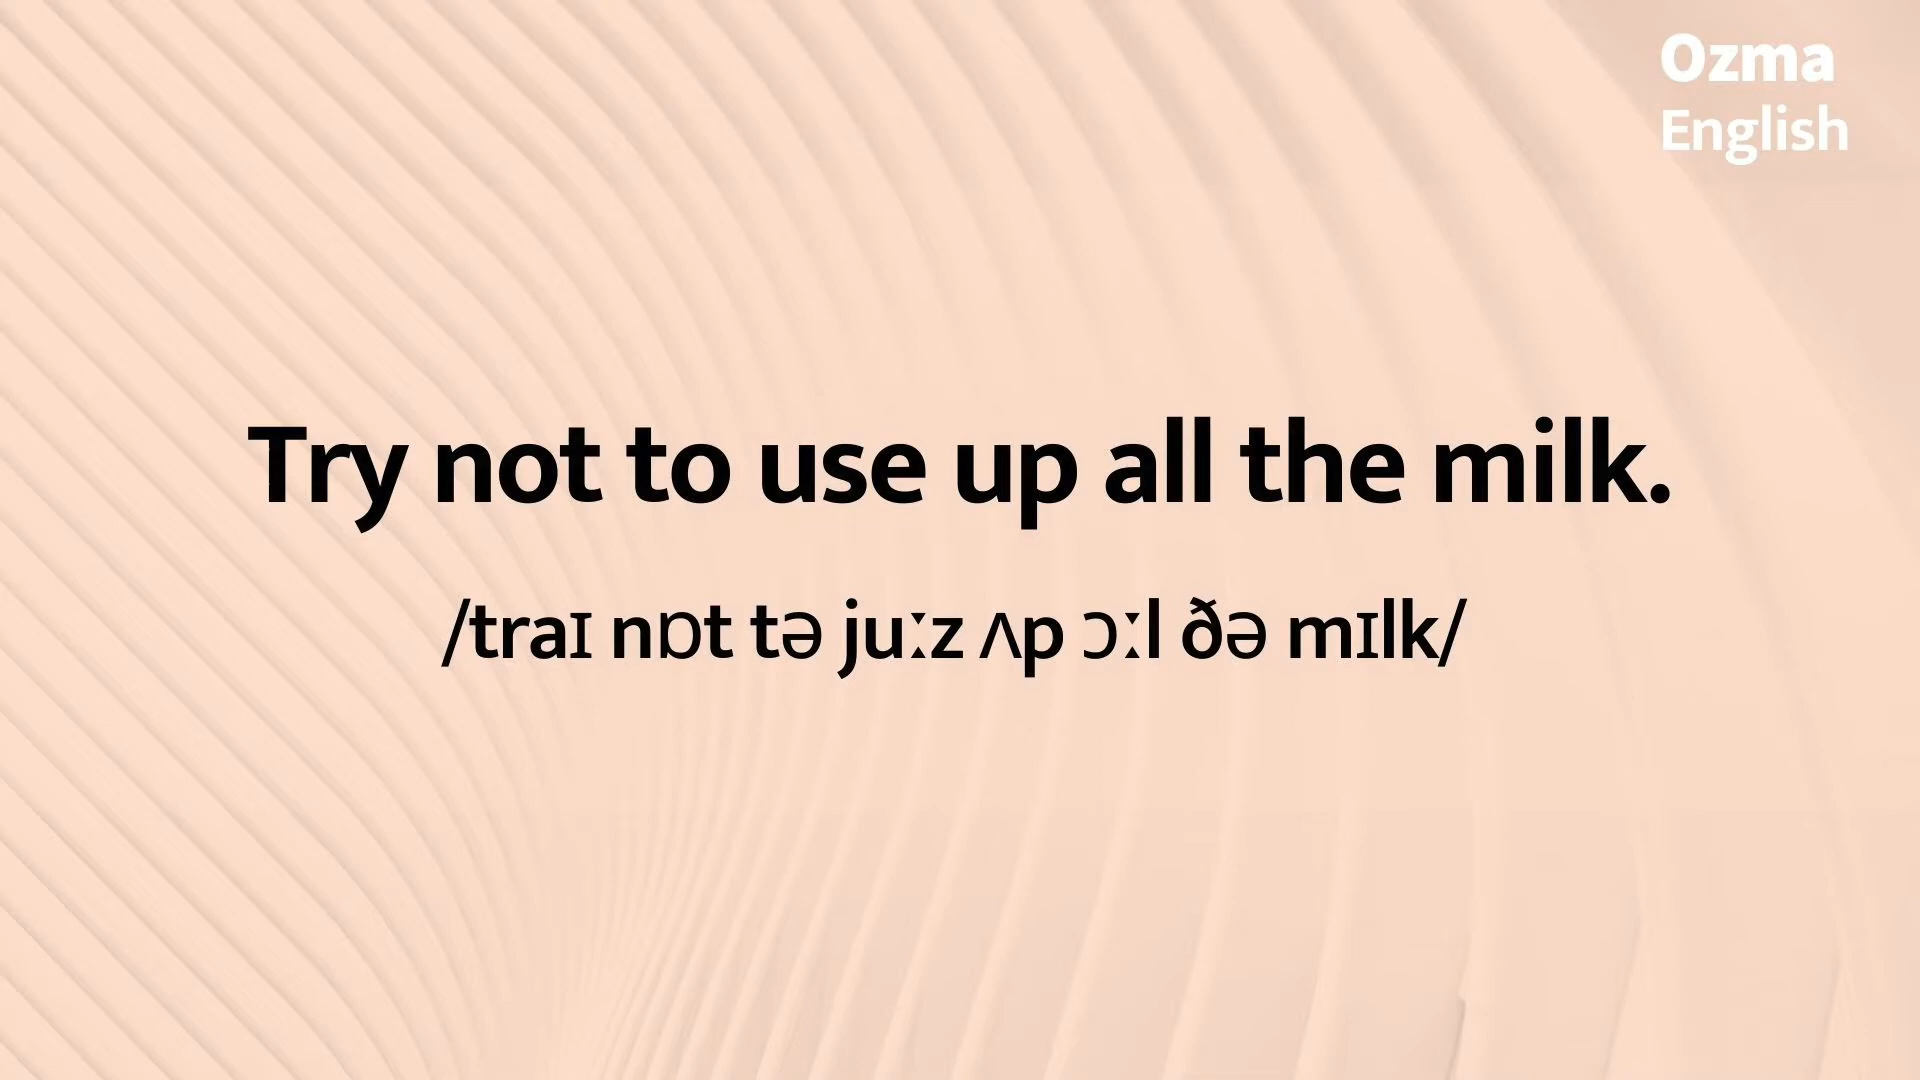 Ozma
English
Try not to use up all the milk.
/traɪ nɒt tə juːz ʌp ɔːl ðə mɪlk/